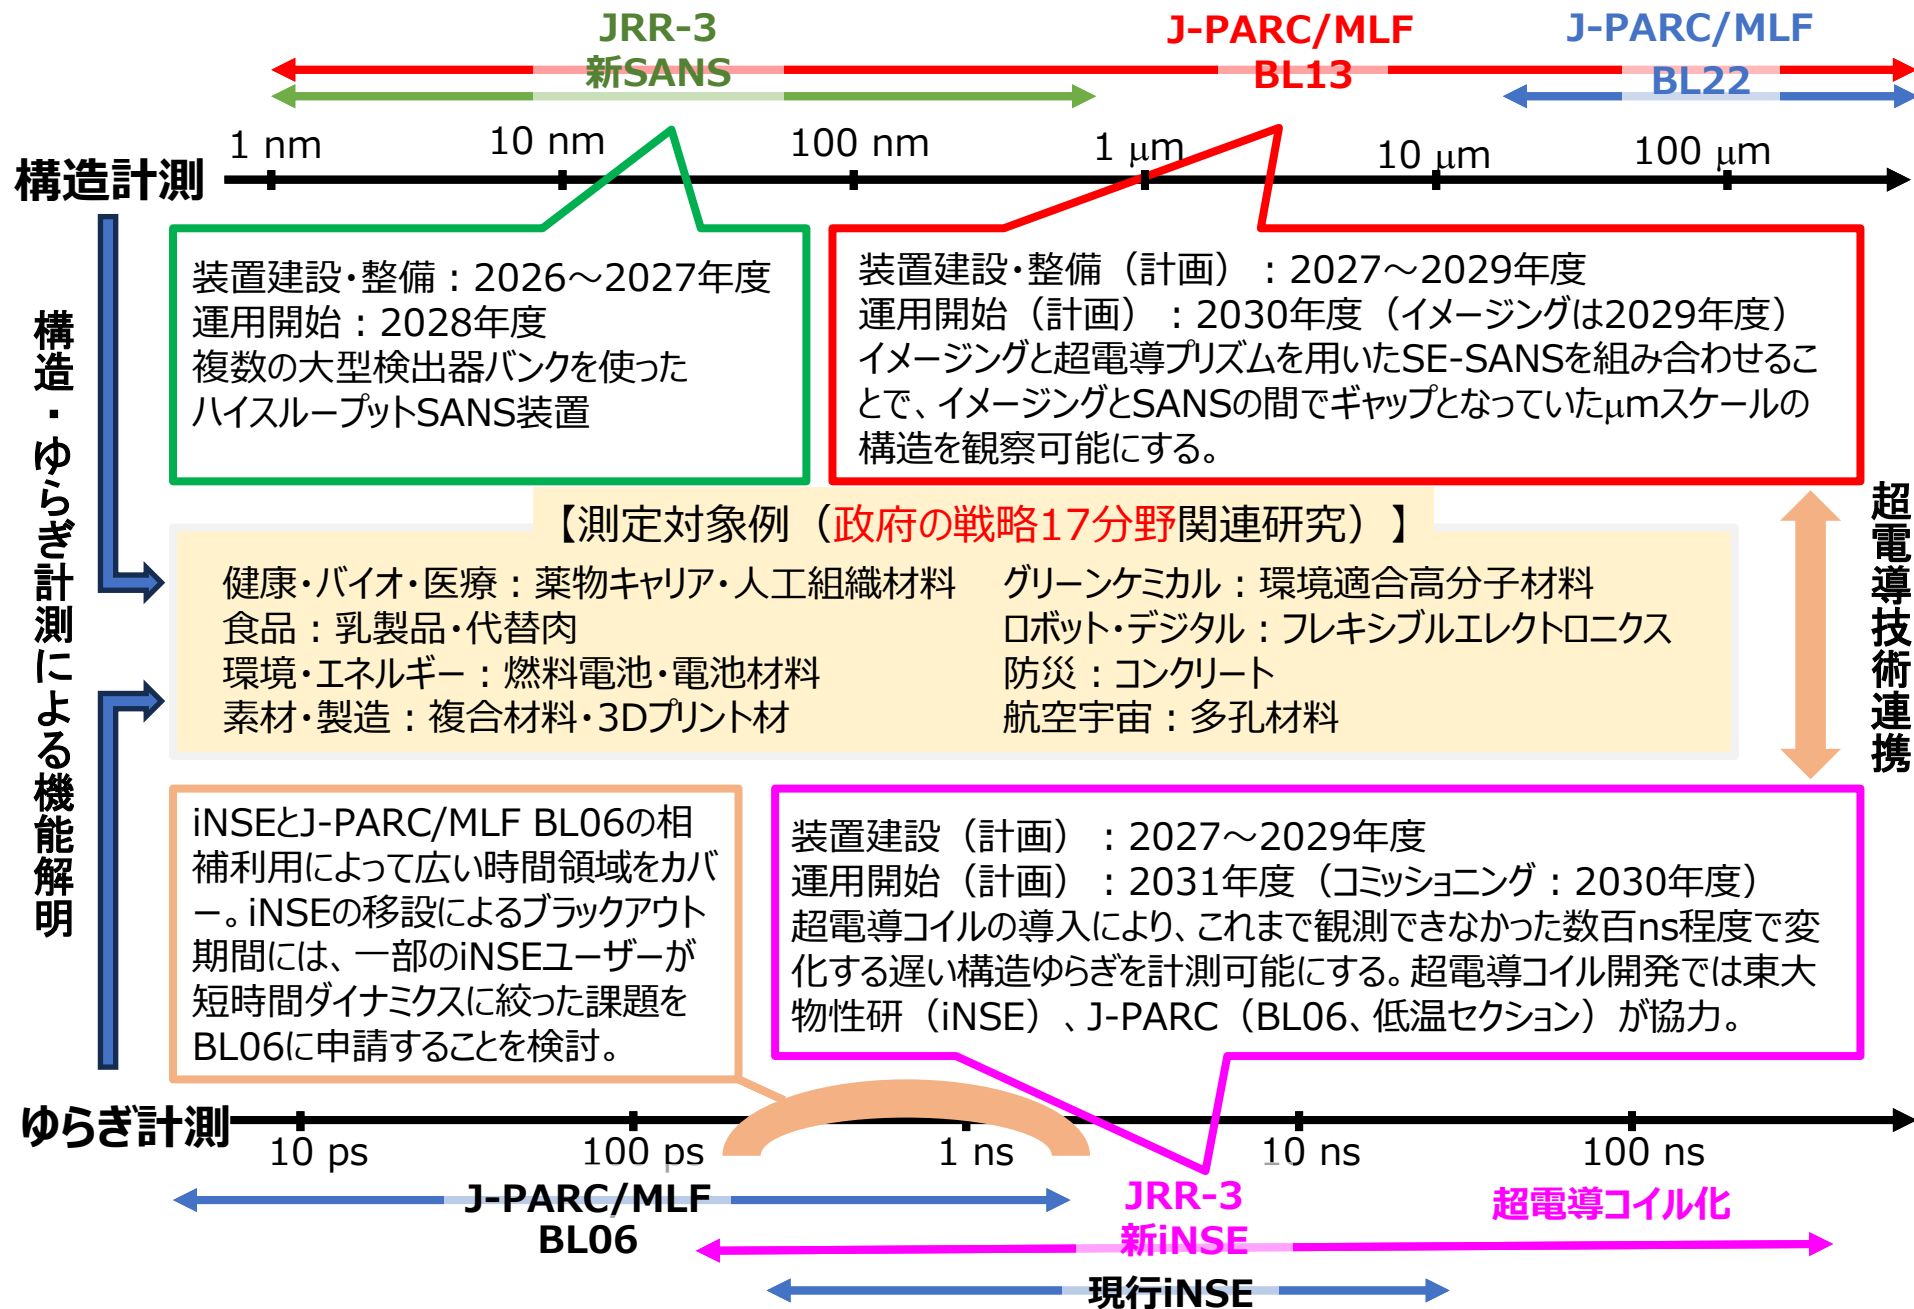 JRR-3
新SANS
J-PARC/MLF
BL13
J-PARC/MLF
BL22
構造計測
1 nm
10 nm
100 nm
1 μm
10 μm
100 μm
装置建設・整備：2026～2027年度
運用開始：2028年度
複数の大型検出器バンクを使った
ハイスループットSANS装置
装置建設・整備（計画）：2027～2029年度
運用開始（計画）：2030年度（イメージングは2029年度）
イメージングと超電導プリズムを用いたSE-SANSを組み合わせるこ
とで、イメージングとSANSの間でギャップとなっていたμmスケールの
構造を観察可能にする。
構造・ゆらぎ計測による機能解明
【測定対象例（政府の戦略17分野関連研究）】
健康・バイオ・医療：薬物キャリア・人工組織材料
食品：乳製品・代替肉
環境・エネルギー：燃料電池・電池材料
素材・製造：複合材料・3Dプリント材
グリーンケミカル：環境適合高分子材料
ロボット・デジタル：フレキシブルエレクトロニクス
防災：コンクリート
航空宇宙：多孔材料
超電導技術連携
iNSEとJ-PARC/MLF BL06の相
補利用によって広い時間領域をカバ
ー。iNSEの移設によるブラックアウト
期間には、一部のiNSEユーザーが
短時間ダイナミクスに絞った課題を
BL06に申請することを検討。
装置建設（計画）：2027～2029年度
運用開始（計画）：2031年度（コミッショニング：2030年度）
超電導コイルの導入により、これまで観測できなかった数百ns程度で変
化する遅い構造ゆらぎを計測可能にする。超電導コイル開発では東大
物性研（iNSE）、J-PARC（BL06、低温セクション）が協力。
ゆらぎ計測
10 ps
100 ps
1 ns
10 ns
100 ns
J-PARC/MLF
BL06
JRR-3
新iNSE
超電導コイル化
現行iNSE